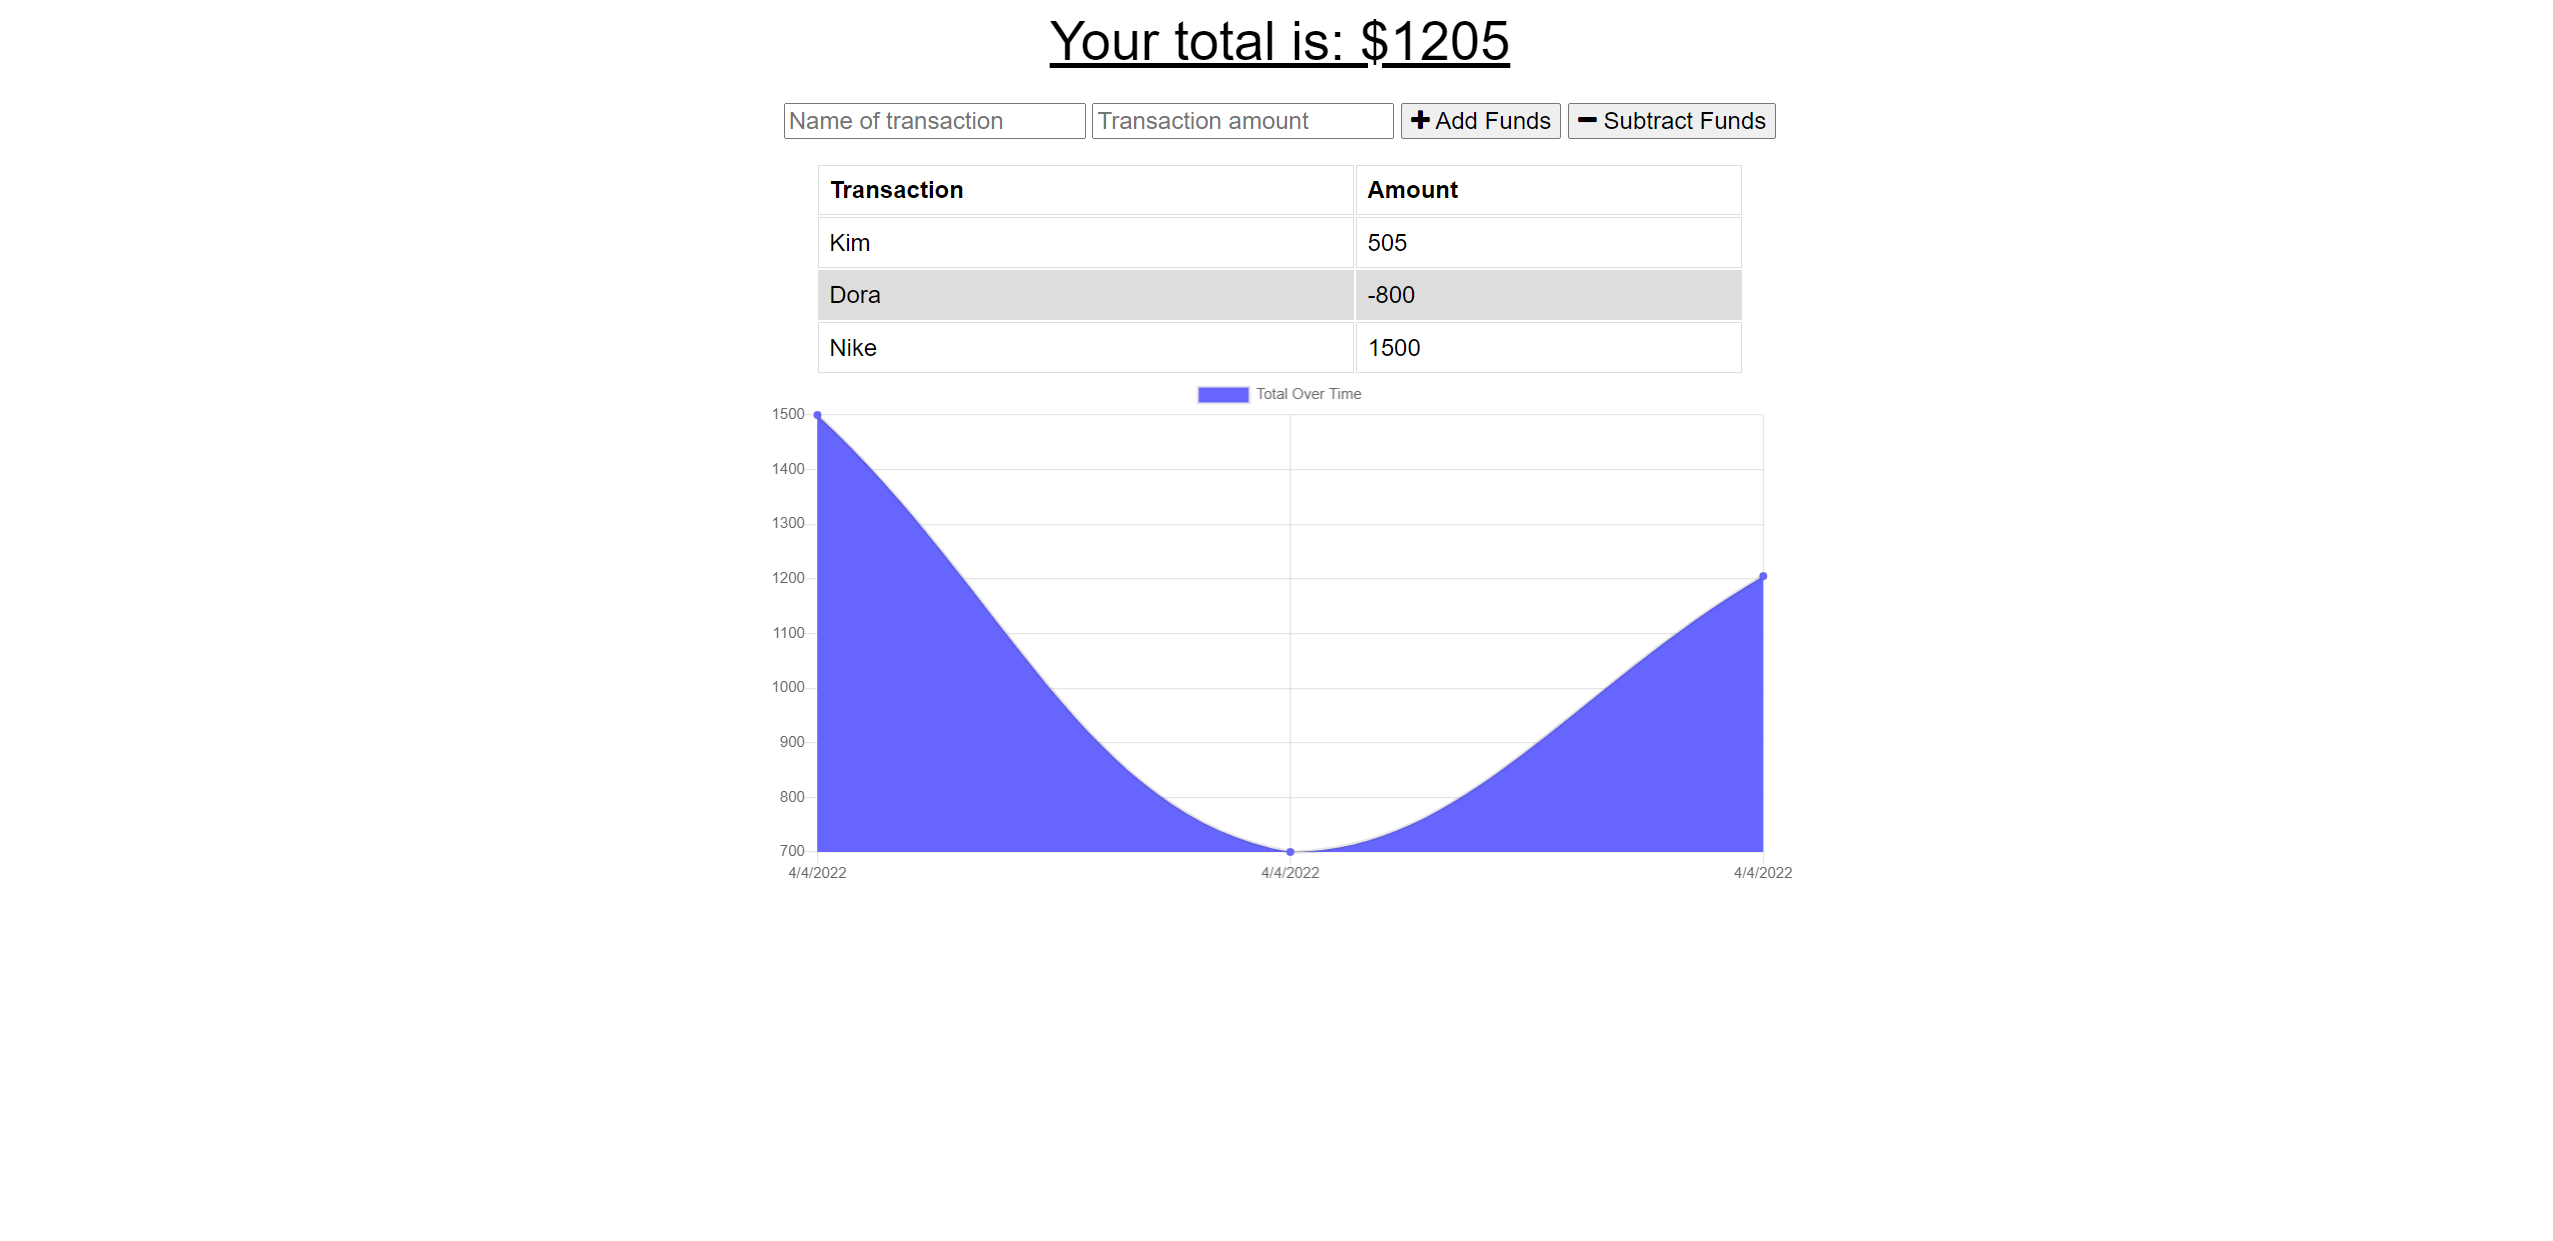 Your total is: $1205
Name of transaction Transaction amount Add Funds Subtract Funds
Transaction Amount
Kim 505
Dora -800
Nike 1500
Total Over Time
1500
1400
1300
1200
1100
1000
900
800
700
4/4/2022 4/4/2022 4/4/2022